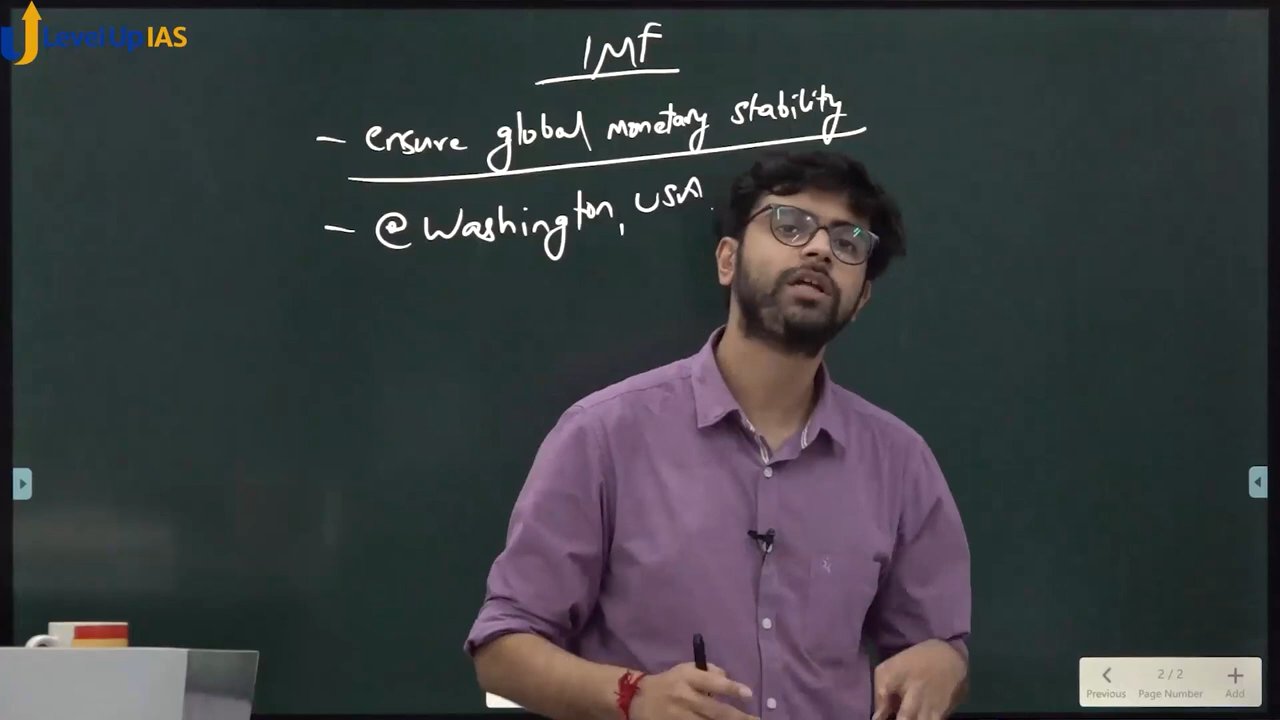 LevelUp IAS
IMF
- ensure global monetary stability
- @ Washington, USA.
2/2
Previous Page Number Add